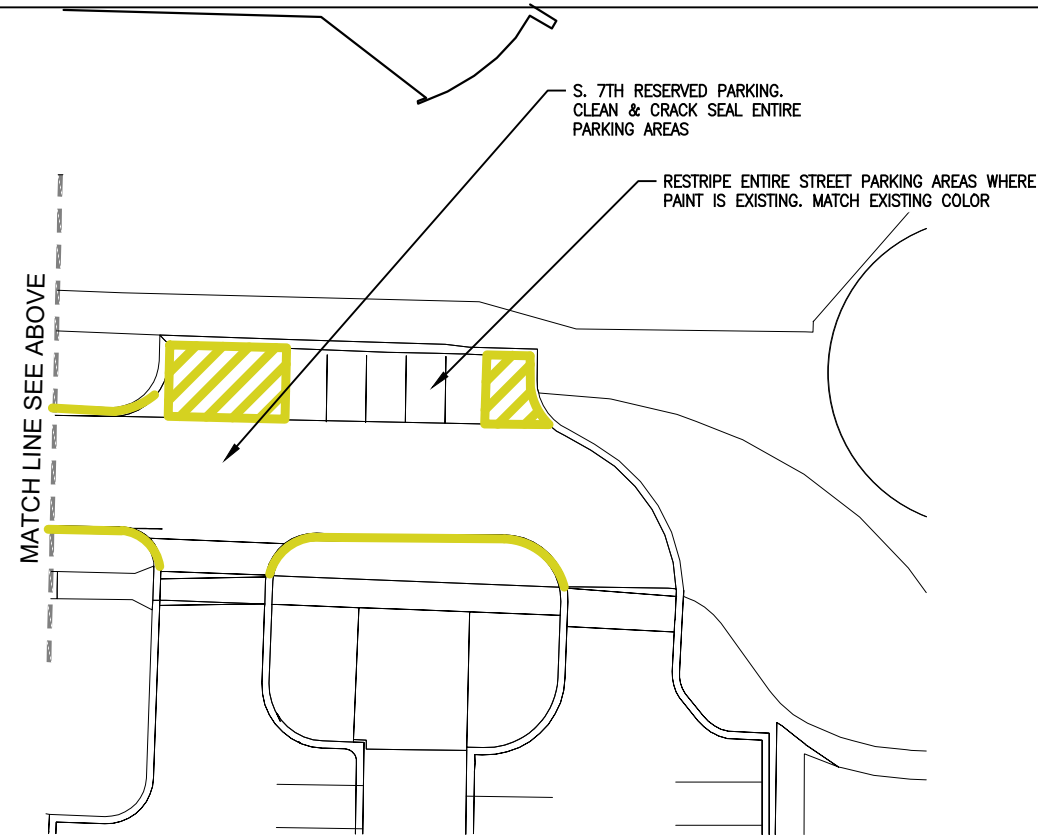 S. 7TH RESERVED PARKING.
CLEAN & CRACK SEAL ENTIRE
PARKING AREAS
RESTRIPE ENTIRE STREET PARKING AREAS WHERE
PAINT IS EXISTING. MATCH EXISTING COLOR
MATCH LINE SEE ABOVE